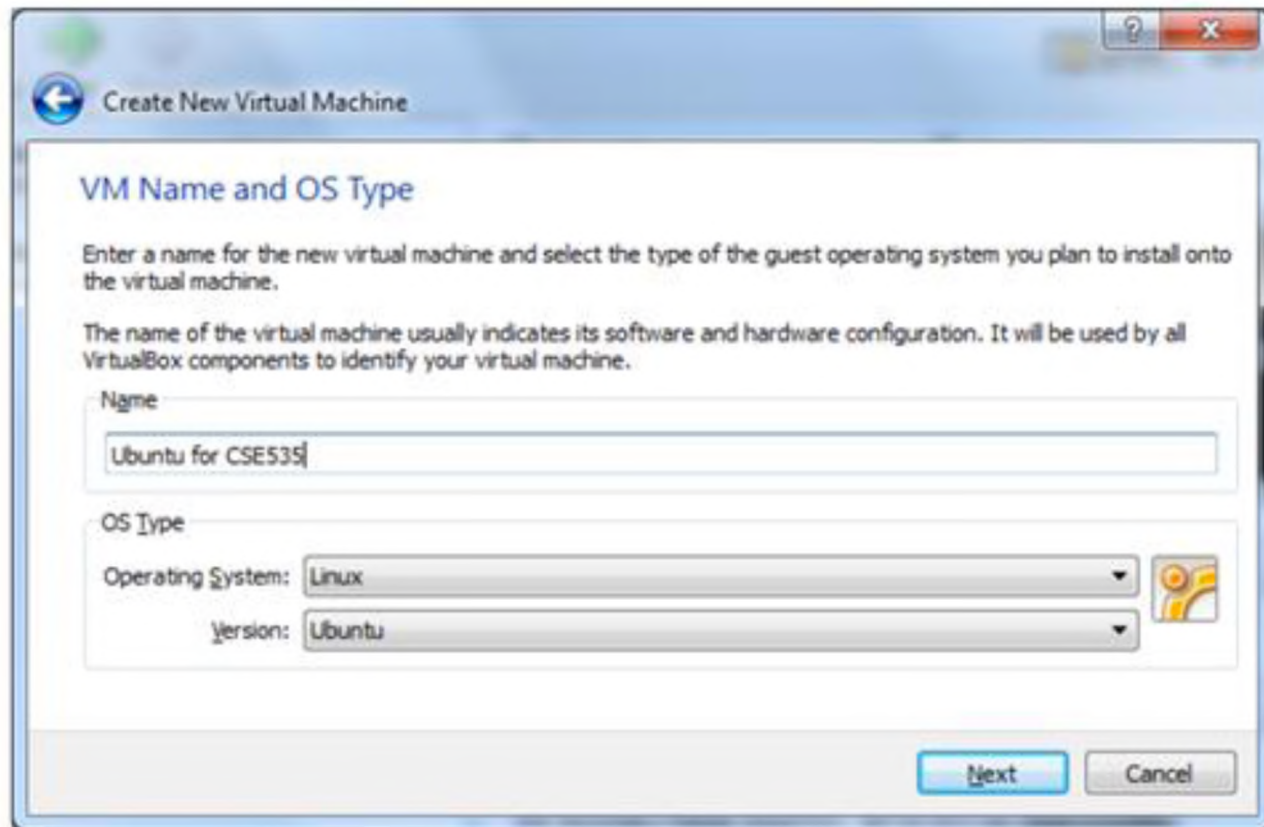 ?
x
Create New Virtual Machine
VM Name and OS Type
Enter a name for the new virtual machine and select the type of the guest operating system you plan to install onto
the virtual machine.
The name of the virtual machine usually indicates its software and hardware configuration. It will be used by all
VirtualBox components to identify your virtual machine.
Name
Ubuntu for CSE535
OS Type
Operating System: Linux
Version: Ubuntu
Next Cancel